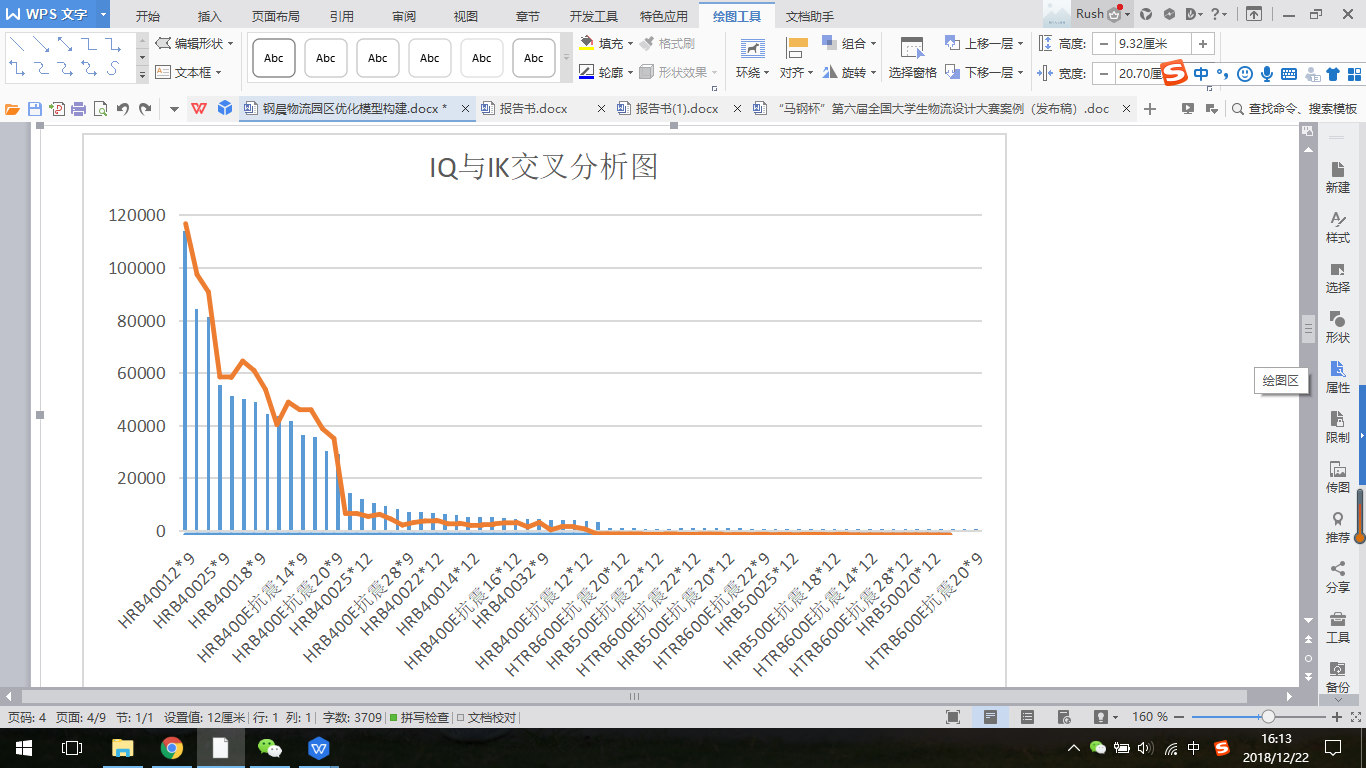 WPS 文字
开始 插入 页面布局 引用 审阅 视图 章节 开发工具 特色应用 绘图工具 文档助手
Rush
编辑形状 Abc Abc Abc Abc Abc Abc 填充 格式刷 组合 上移一层 高度: 9.32厘米
文本框 轮廓 形状效果 环绕 对齐 旋转 选择窗格 下移一层 宽度: 20.70厘
中
钢晨物流园区优化模型构建.docx * 报告书.docx 报告书(1).docx “马钢杯”第六届全国大学生物流设计大赛案例（发布稿）.doc 查找命令、搜索模板
IQ与IK交叉分析图
120000
100000
80000
60000
40000
20000
0
HRB40012*9
HRB40025*9
HRB40018*9
HRB400E抗震14*9
HRB400E抗震20*9
HRB40025*12
HRB400E抗震28*9
HRB40022*12
HRB40014*12
HRB400E抗震16*12
HRB40032*9
HRB400E抗震12*12
HTRB600E抗震20*12
HRB500E抗震22*12
HTRB600E抗震22*12
HRB500E抗震20*12
HTRB600E抗震22*9
HRB50025*12
HRB500E抗震18*12
HTRB600E抗震14*12
HTRB600E抗震28*12
HRB50020*12
HTRB600E抗震20*9
绘图区
新建
样式
选择
形状
属性
限制
传图
推荐
分享
工具
备份
页码: 4 页面: 4/9 节: 1/1 设置值: 12厘米 行: 1 列: 1 字数: 3709 拼写检查 文档校对 160 %
中 16:13
2018/12/22